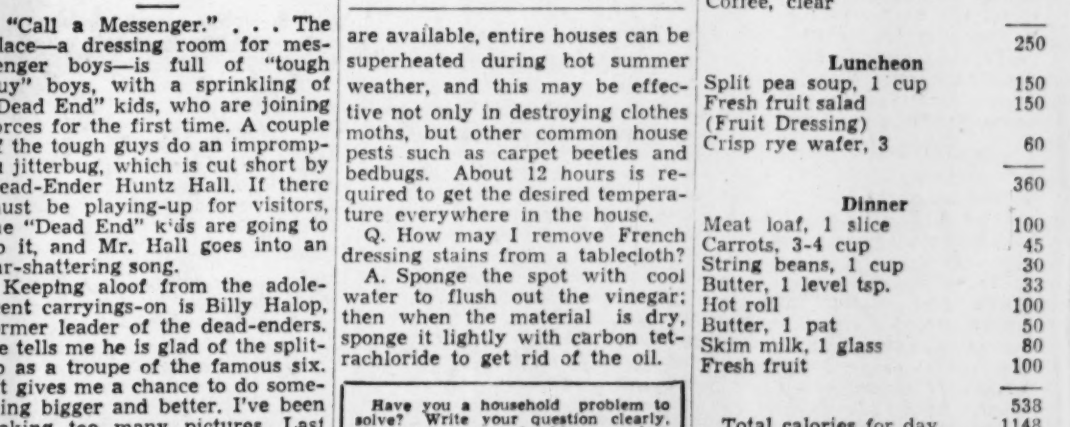 "Call a Messenger." . . . The
lace—a dressing room for mes-
enger boys—is full of "tough
uy" boys, with a sprinkling of
Dead End" kids, who are joining
orces for the first time. A couple
f the tough guys do an impromp-
jitterbug, which is cut short by
ead-Ender Huntz Hall. If there
ust be playing-up for visitors,
e "Dead End" kids are going to
o it, and Mr. Hall goes into an
r-shattering song.
Keeping aloof from the adole-
ent carryings-on is Billy Halop,
rmer leader of the dead-enders.
e tells me he is glad of the split-
p as a troupe of the famous six.
t gives me a chance to do some-
ing bigger and better. I've been
king too many pictures. Last
are available, entire houses can be
superheated during hot summer
weather, and this may be effec-
tive not only in destroying clothes
moths, but other common house
pests such as carpet beetles and
bedbugs. About 12 hours is re-
quired to get the desired tempera-
ture everywhere in the house.
Q. How may I remove French
dressing stains from a tablecloth?
A. Sponge the spot with cool
water to flush out the vinegar;
then when the material is dry,
sponge it lightly with carbon tet-
rachloride to get rid of the oil.
Have you a household problem to
solve? Write your question clearly,
Coffee, clear
250
Luncheon
Split pea soup, 1 cup 150
Fresh fruit salad 150
(Fruit Dressing)
Crisp rye wafer, 3 60
360
Dinner
Meat loaf, 1 slice 100
Carrots, 3-4 cup 45
String beans, 1 cup 30
Butter, 1 level tsp. 33
Hot roll 100
Butter, 1 pat 50
Skim milk, 1 glass 80
Fresh fruit 100
538
Total calories for day 1148